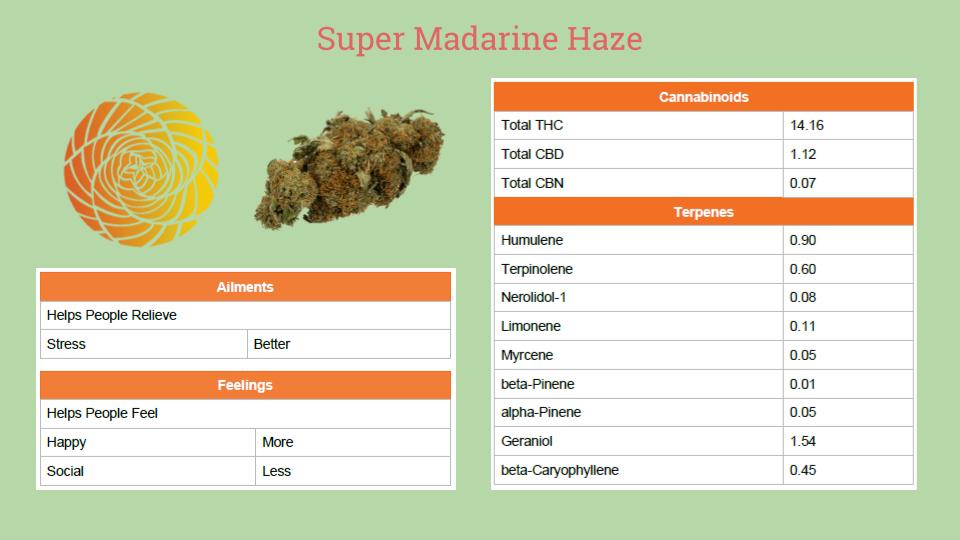 Super Madarine Haze
Ailments
Helps People Relieve
Stress Better
Feelings
Helps People Feel
Happy More
Social Less
Cannabinoids
Total THC 14.16
Total CBD 1.12
Total CBN 0.07
Terpenes
Humulene 0.90
Terpinolene 0.60
Nerolidol-1 0.08
Limonene 0.11
Myrcene 0.05
beta-Pinene 0.01
alpha-Pinene 0.05
Geraniol 1.54
beta-Caryophyllene 0.45